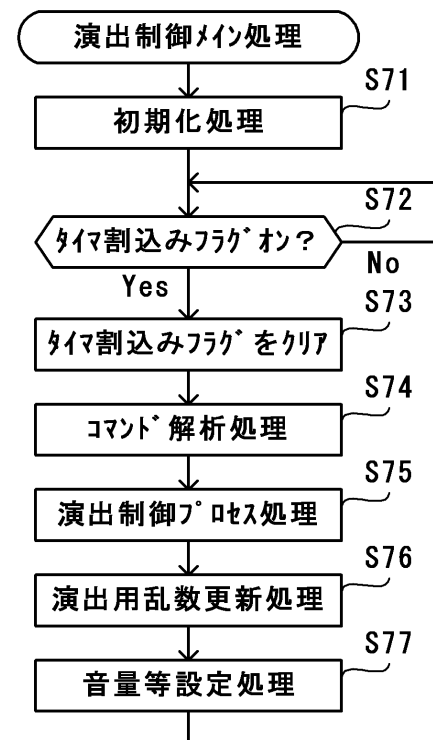 演出制御ﾒｲﾝ処理
S71
初期化処理
S72
ﾀｲﾏ割込みﾌﾗｸﾞｵﾝ？
No
Yes
S73
ﾀｲﾏ割込みﾌﾗｸﾞをｸﾘｱ
S74
ｺﾏﾝﾄﾞ解析処理
S75
演出制御ﾌﾟﾛｾｽ処理
S76
演出用乱数更新処理
S77
音量等設定処理